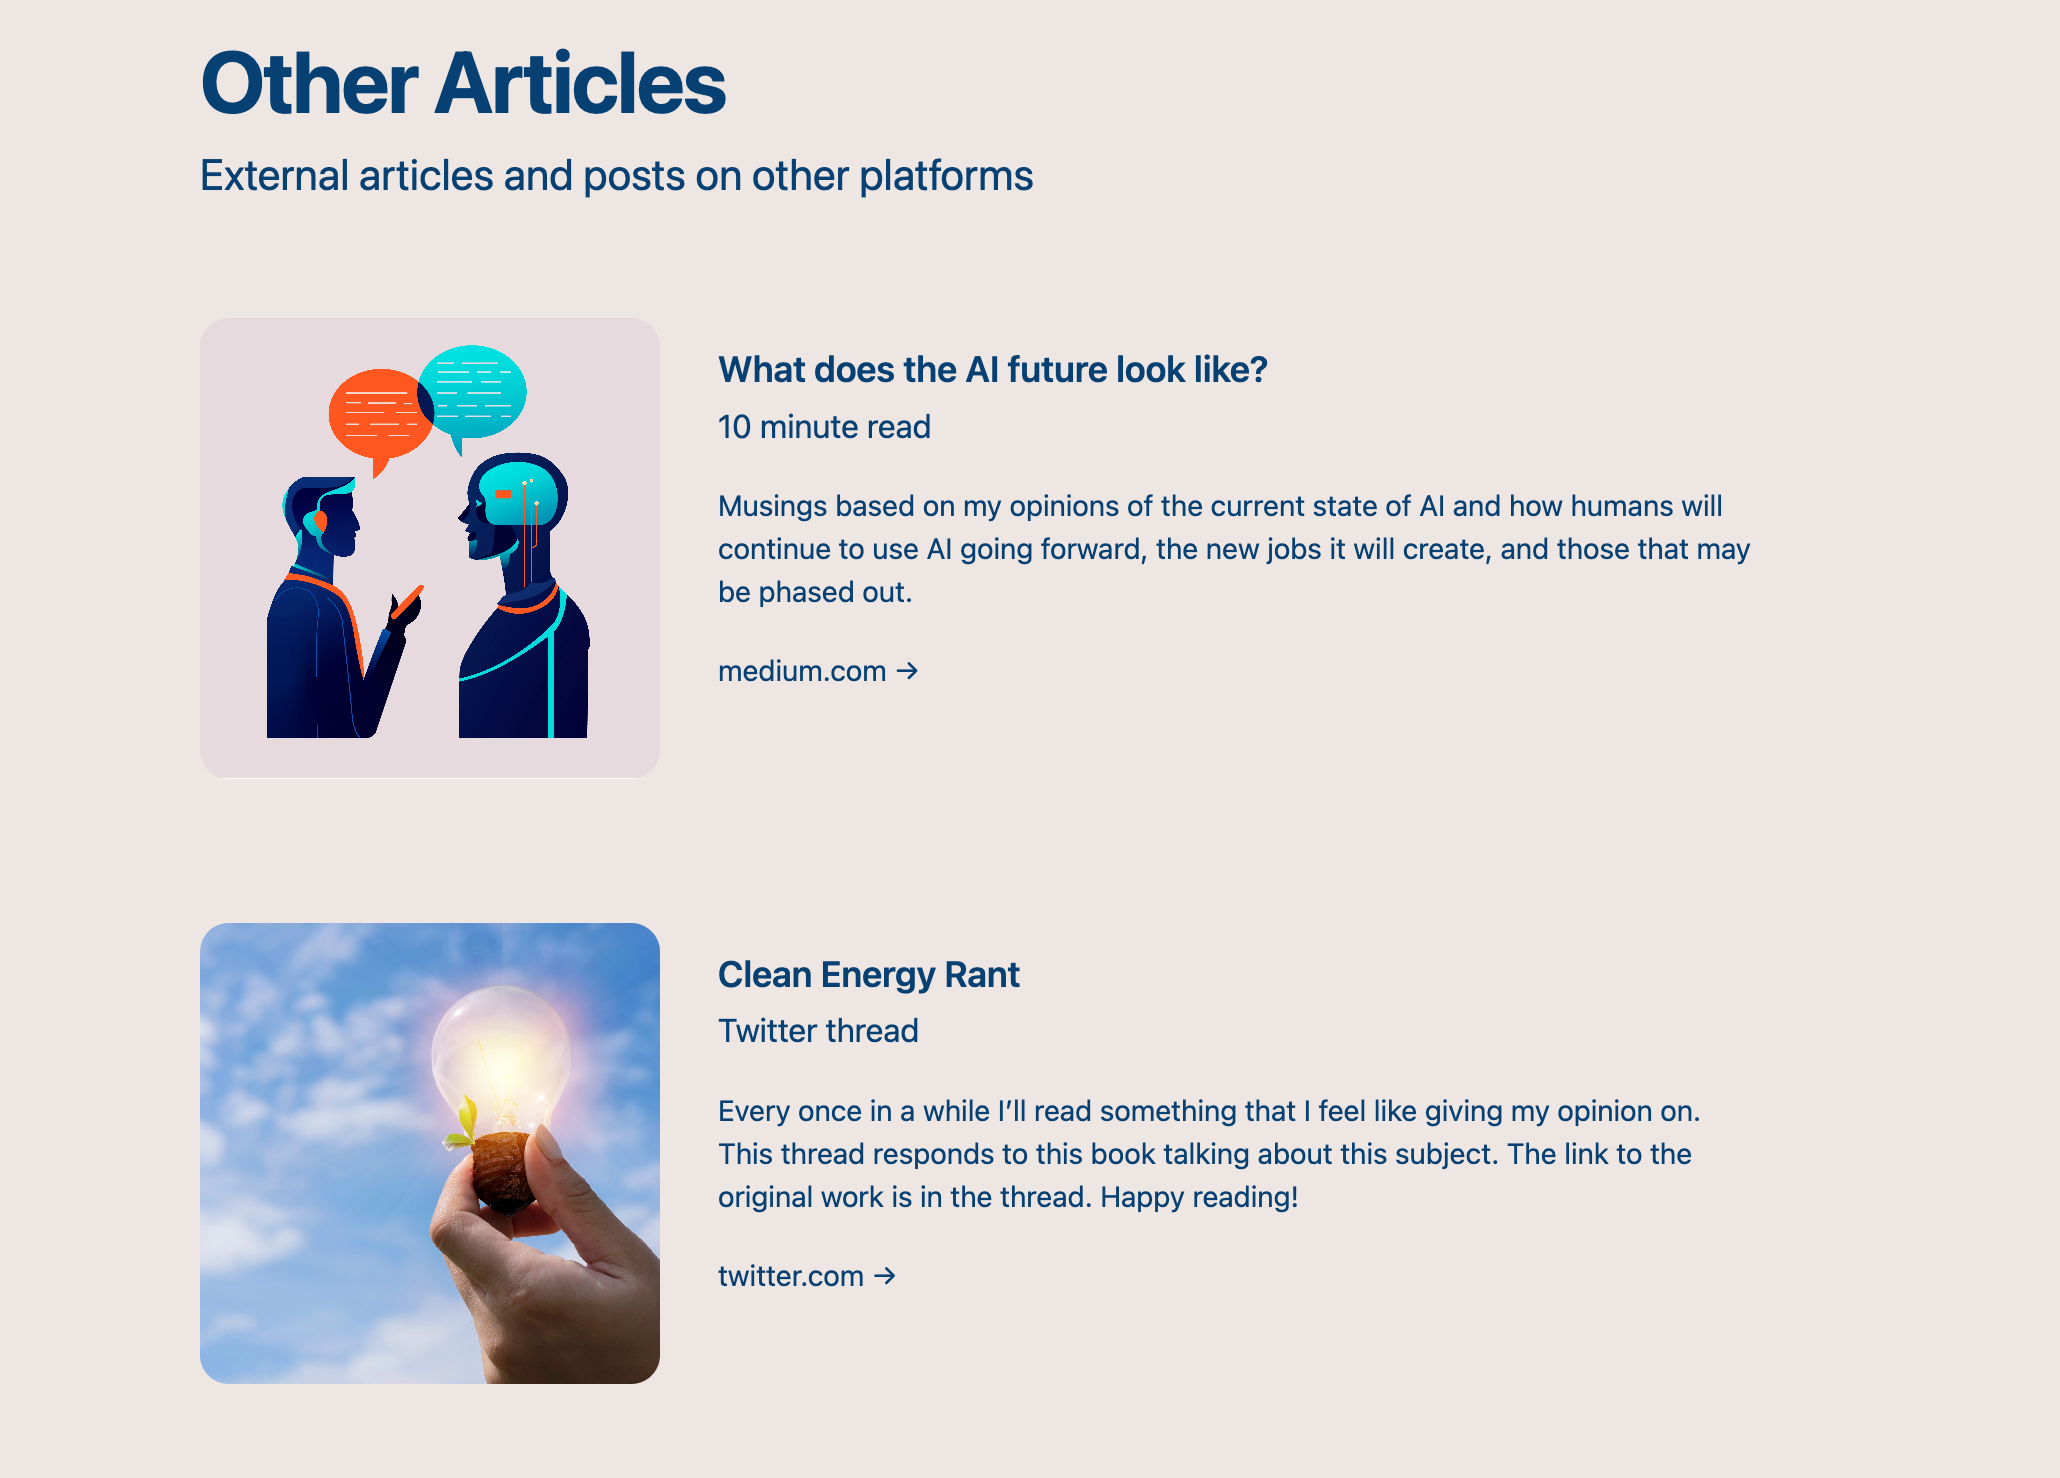 Other Articles
External articles and posts on other platforms
What does the AI future look like?
10 minute read
Musings based on my opinions of the current state of AI and how humans will
continue to use AI going forward, the new jobs it will create, and those that may
be phased out.
medium.com →
Clean Energy Rant
Twitter thread
Every once in a while I’ll read something that I feel like giving my opinion on.
This thread responds to this book talking about this subject. The link to the
original work is in the thread. Happy reading!
twitter.com →